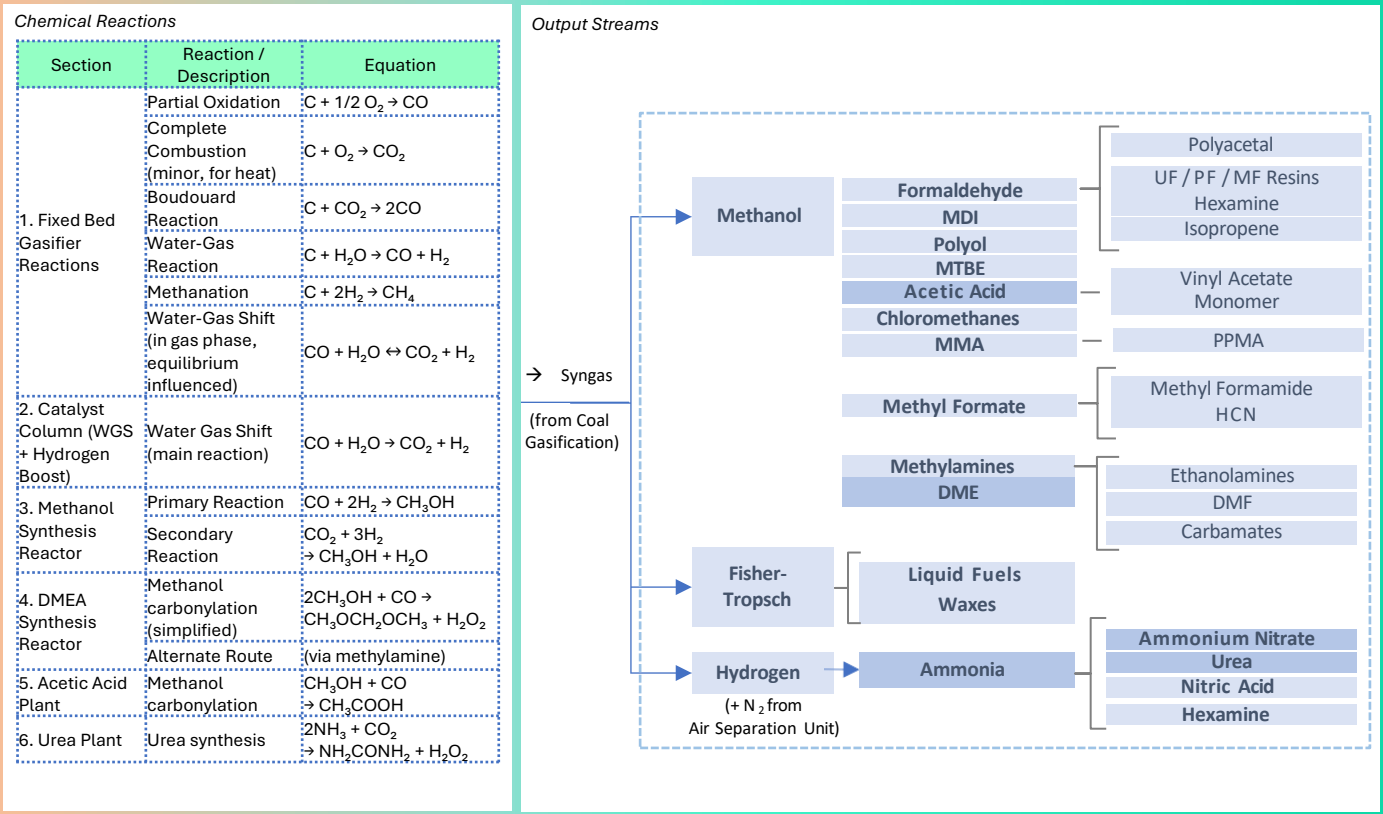 Chemical Reactions
Section
Reaction /
Description
Equation
1. Fixed Bed
Gasifier
Reactions
Partial Oxidation
C + 1/2 O₂ → CO
Complete
Combustion
(minor, for heat)
C + O₂ → CO₂
Boudouard
Reaction
C + CO₂ → 2CO
Water-Gas
Reaction
C + H₂O → CO + H₂
Methanation
C + 2H₂ → CH₄
Water-Gas Shift
(in gas phase,
equilibrium
influenced)
CO + H₂O ↔ CO₂ + H₂
2. Catalyst
Column (WGS
+ Hydrogen
Boost)
Water Gas Shift
(main reaction)
CO + H₂O → CO₂ + H₂
3. Methanol
Synthesis
Reactor
Primary Reaction
CO + 2H₂ → CH₃OH
Secondary
Reaction
CO₂ + 3H₂
→ CH₃OH + H₂O
4. DMEA
Synthesis
Reactor
Methanol
carbonylation
(simplified)
2CH₃OH + CO →
CH₃OCH₂OCH₃ + H₂O₂
Alternate Route
(via methylamine)
5. Acetic Acid
Plant
Methanol
carbonylation
CH₃OH + CO
→ CH₃COOH
6. Urea Plant
Urea synthesis
2NH₃ + CO₂
→ NH₂CONH₂ + H₂O₂
Output Streams
→ Syngas
(from Coal
Gasification)
Methanol
Formaldehyde
MDI
Polyol
MTBE
Acetic Acid
Chloromethanes
MMA
Polyacetal
UF / PF / MF Resins
Hexamine
Isopropene
Vinyl Acetate
Monomer
PPMA
Methyl Formate
Methyl Formamide
HCN
Methylamines
DME
Ethanolamines
DMF
Carbamates
Fisher-
Tropsch
Liquid Fuels
Waxes
Hydrogen
(+ N₂ from
Air Separation Unit)
Ammonia
Ammonium Nitrate
Urea
Nitric Acid
Hexamine